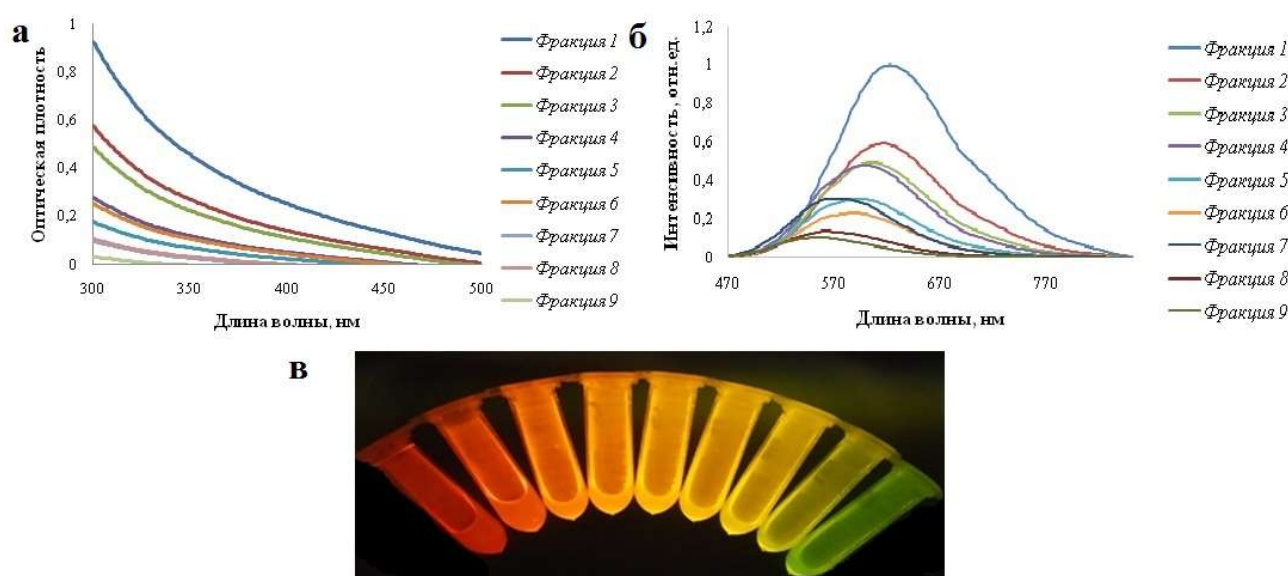 а
Оптическая плотность
1
0,8
0,6
0,4
0,2
0
300
350
400
450
500
Длина волны, нм
Фракция 1
Фракция 2
Фракция 3
Фракция 4
Фракция 5
Фракция 6
Фракция 7
Фракция 8
Фракция 9
б
Интенсивность, отн.ед.
1,2
1
0,8
0,6
0,4
0,2
0
470
570
670
770
Длина волны, нм
Фракция 1
Фракция 2
Фракция 3
Фракция 4
Фракция 5
Фракция 6
Фракция 7
Фракция 8
Фракция 9
в